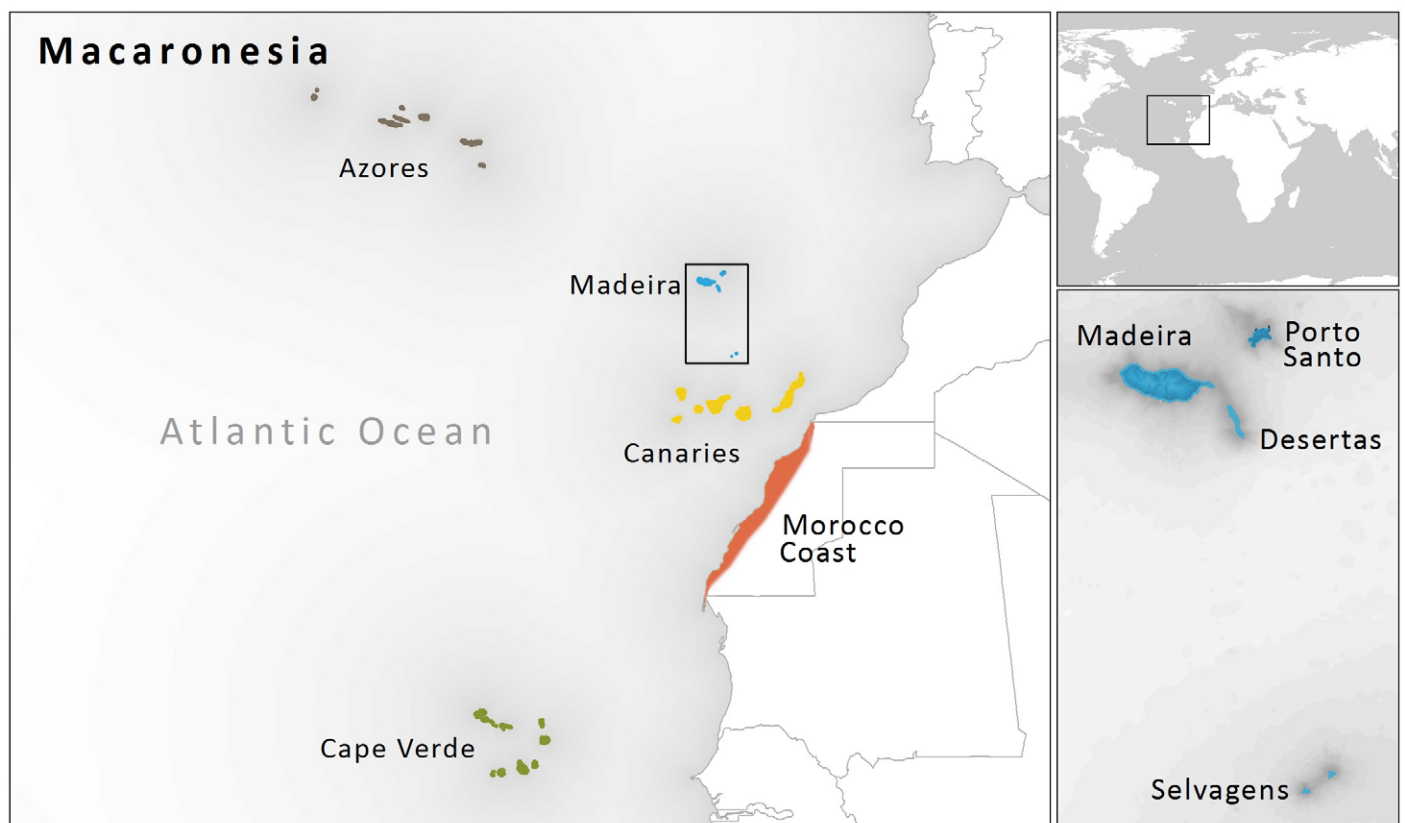 Macaronesia
Azores
Madeira
Atlantic Ocean
Canaries
Morocco
Coast
Cape Verde
Madeira
Porto
Santo
Desertas
Selvagens